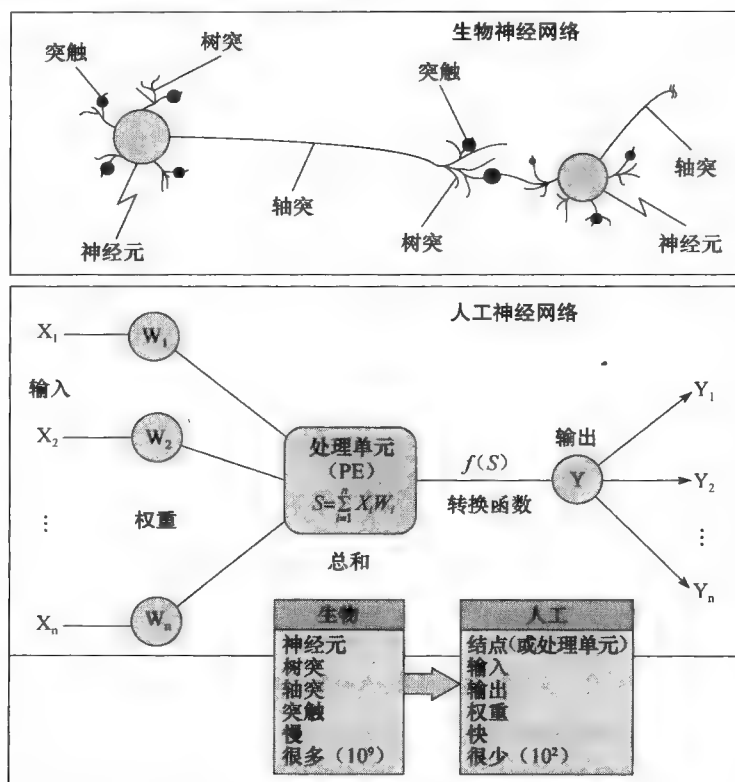 生物神经网络
突触
树突
突触
轴突
轴突
神经元
树突
神经元
人工神经网络
X₁
W₁
输入
Y₁
X₂
W₂
处理单元
(PE)
S=∑ᵢ₌₁ⁿ XᵢWᵢ
f(S)
转换函数
输出
Y
Y₂
⋮
权重
⋮
总和
Xₙ
Wₙ
Yₙ
生物
神经元
树突
轴突
突触
慢
很多（10⁹）
人工
结点(或处理单元)
输入
输出
权重
快
很少（10²）